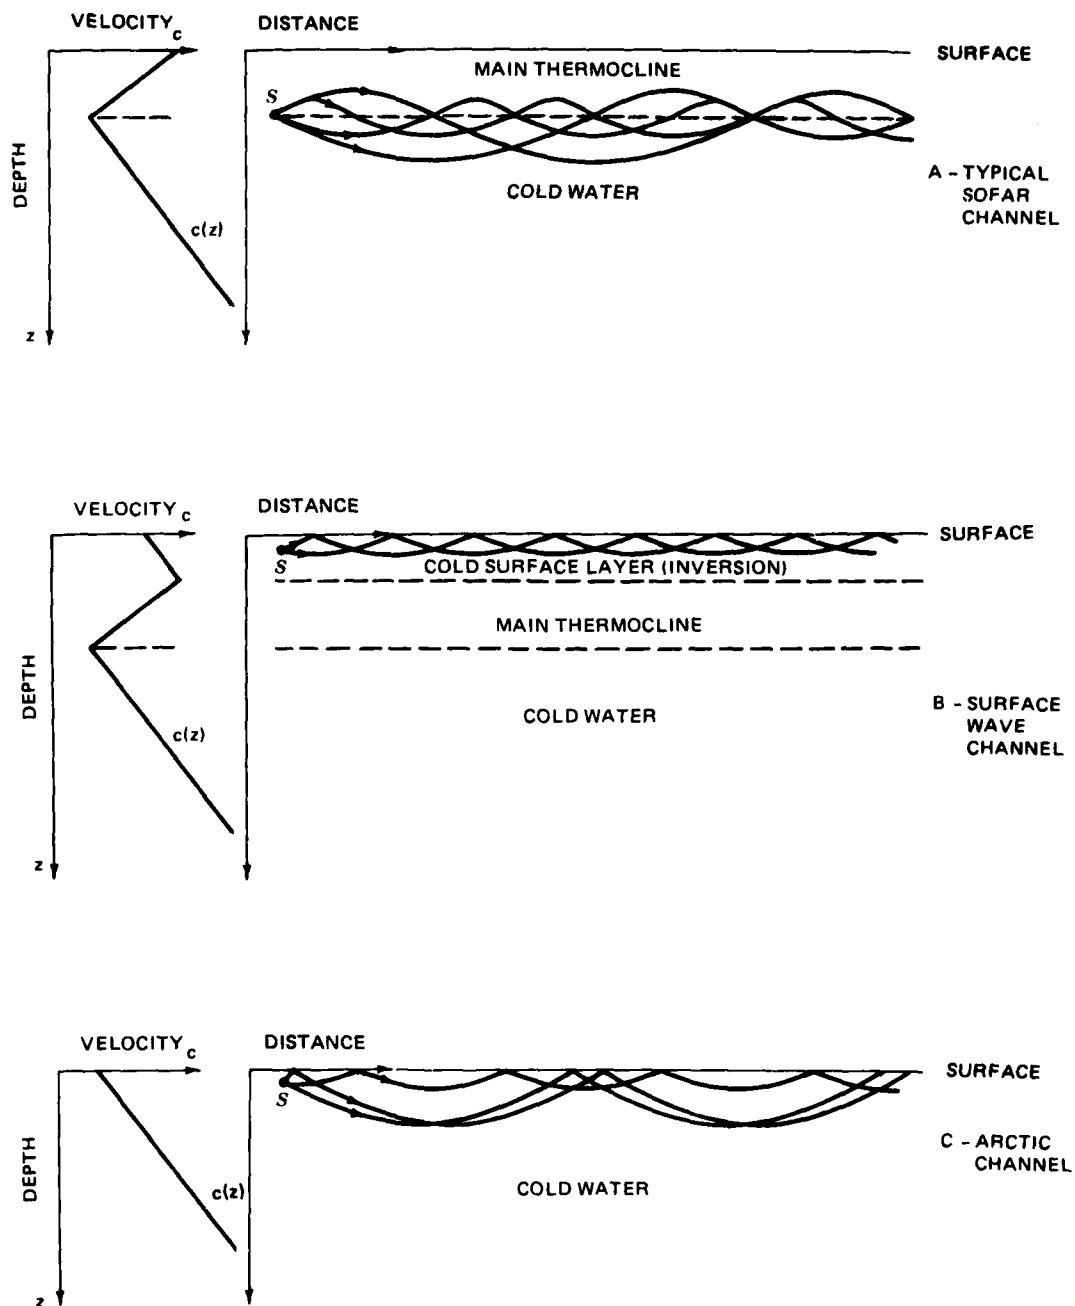 VELOCITY c
DISTANCE
SURFACE
MAIN THERMOCLINE
S
DEPTH
COLD WATER
A - TYPICAL
SOFAR
CHANNEL
c(z)
z
VELOCITY c
DISTANCE
SURFACE
S
COLD SURFACE LAYER (INVERSION)
MAIN THERMOCLINE
DEPTH
COLD WATER
B - SURFACE
WAVE
CHANNEL
c(z)
z
VELOCITY c
DISTANCE
SURFACE
S
C - ARCTIC
CHANNEL
DEPTH
c(z)
COLD WATER
z